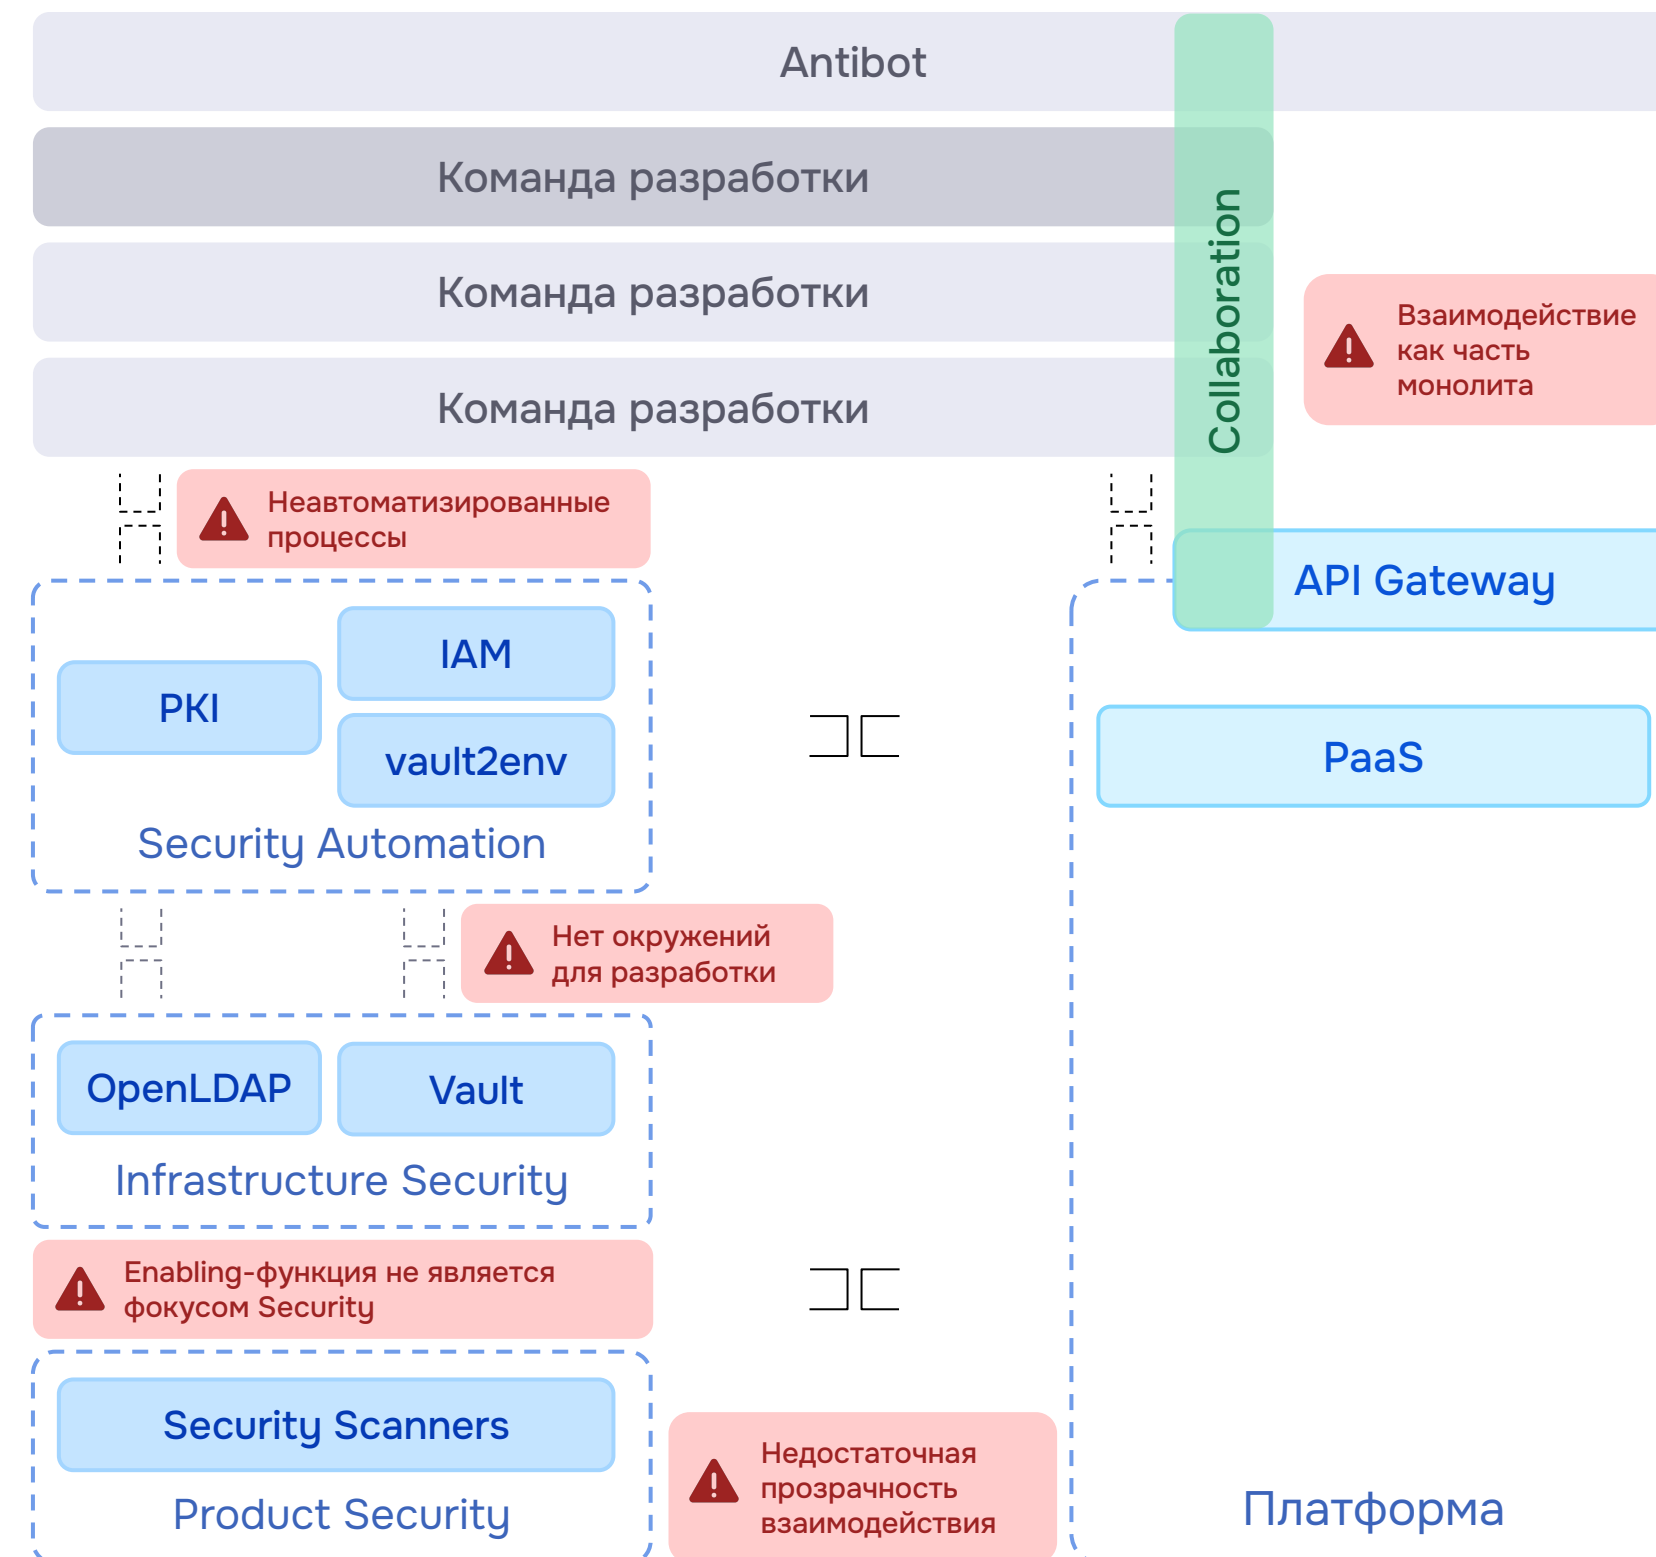 Antibot
Команда разработки
Команда разработки
Команда разработки
Collaboration
Взаимодействие
как часть
монолита
Неавтоматизированные
процессы
API Gateway
IAM
PKI
vault2env
Security Automation
PaaS
Нет окружений
для разработки
OpenLDAP
Vault
Infrastructure Security
Enabling-функция не является
фокусом Security
Security Scanners
Product Security
Недостаточная
прозрачность
взаимодействия
Платформа